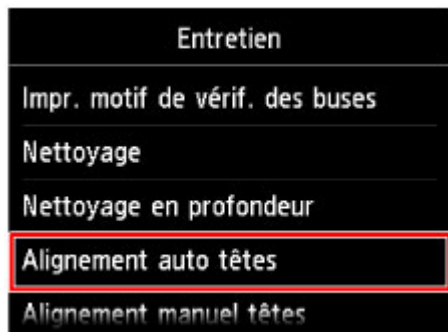 Entretien
Impr. motif de vérif. des buses
Nettoyage
Nettoyage en profondeur
Alignement auto têtes
Alignement manuel têtes